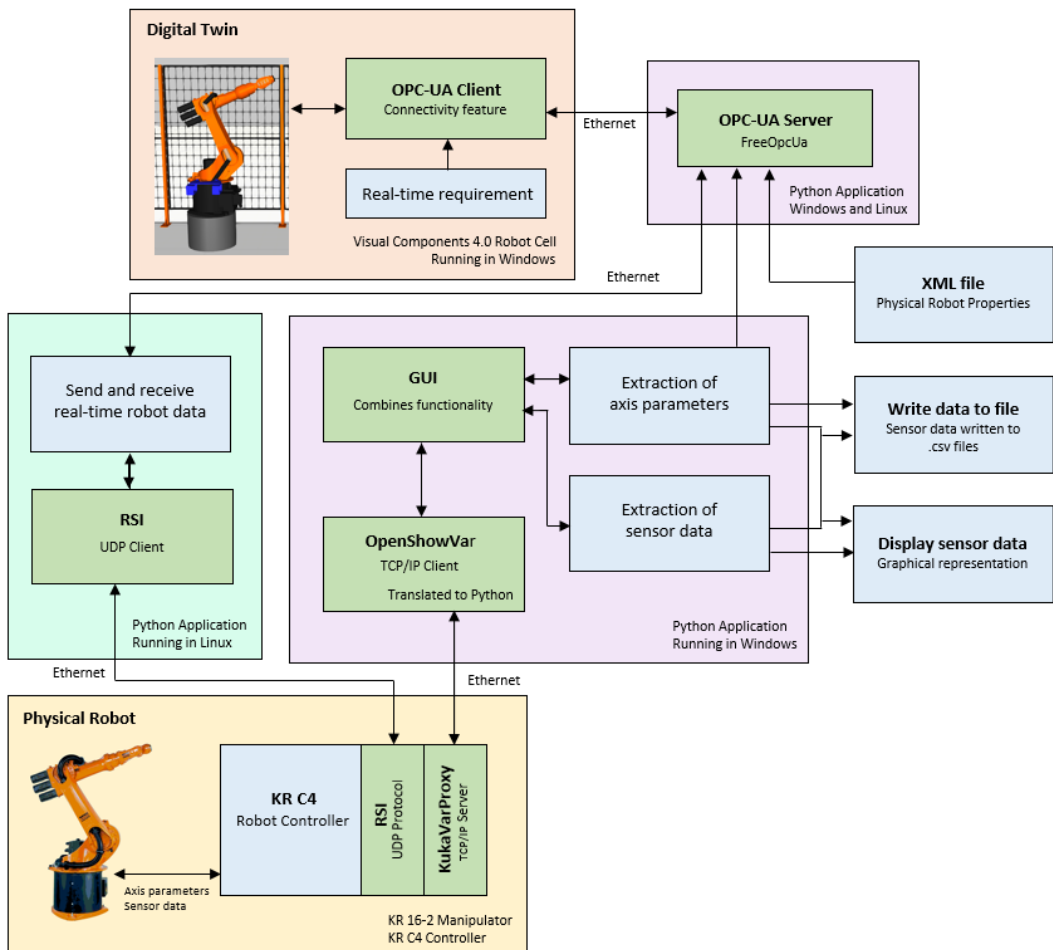 Digital Twin
OPC-UA Client
Connectivity feature
Real-time requirement
Visual Components 4.0 Robot Cell
Running in Windows
Ethernet
OPC-UA Server
FreeOpcUa
Python Application
Windows and Linux
Ethernet
XML file
Physical Robot Properties
Send and receive
real-time robot data
RSI
UDP Client
Python Application
Running in Linux
GUI
Combines functionality
Extraction of
axis parameters
Extraction of
sensor data
OpenShowVar
TCP/IP Client
Translated to Python
Python Application
Running in Windows
Write data to file
Sensor data written to
.csv files
Display sensor data
Graphical representation
Ethernet
Ethernet
Physical Robot
KR C4
Robot Controller
RSI
UDP Protocol
KukaVarProxy
TCP/IP Server
Axis parameters
Sensor data
KR 16-2 Manipulator
KR C4 Controller